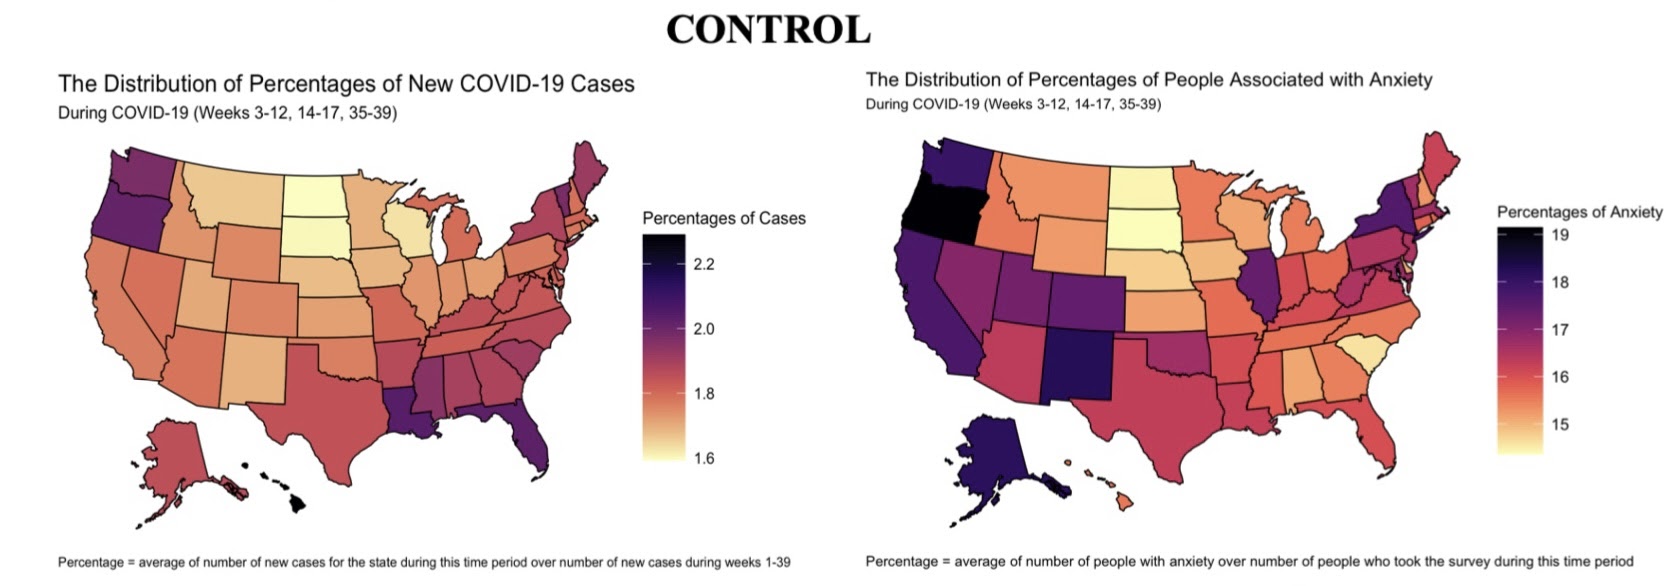 CONTROL
The Distribution of Percentages of New COVID-19 Cases
During COVID-19 (Weeks 3-12, 14-17, 35-39)
Percentages of Cases
2.2
2.0
1.8
1.6
Percentage = average of number of new cases for the state during this time period over number of new cases during weeks 1-39
The Distribution of Percentages of People Associated with Anxiety
During COVID-19 (Weeks 3-12, 14-17, 35-39)
Percentages of Anxiety
19
18
17
16
15
Percentage = average of number of people with anxiety over number of people who took the survey during this time period